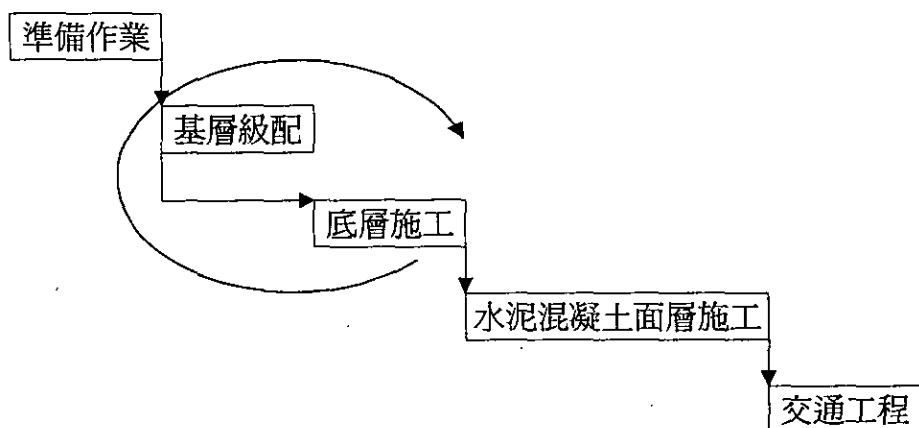 準備作業
基層級配
底層施工
水泥混凝土面層施工
交通工程